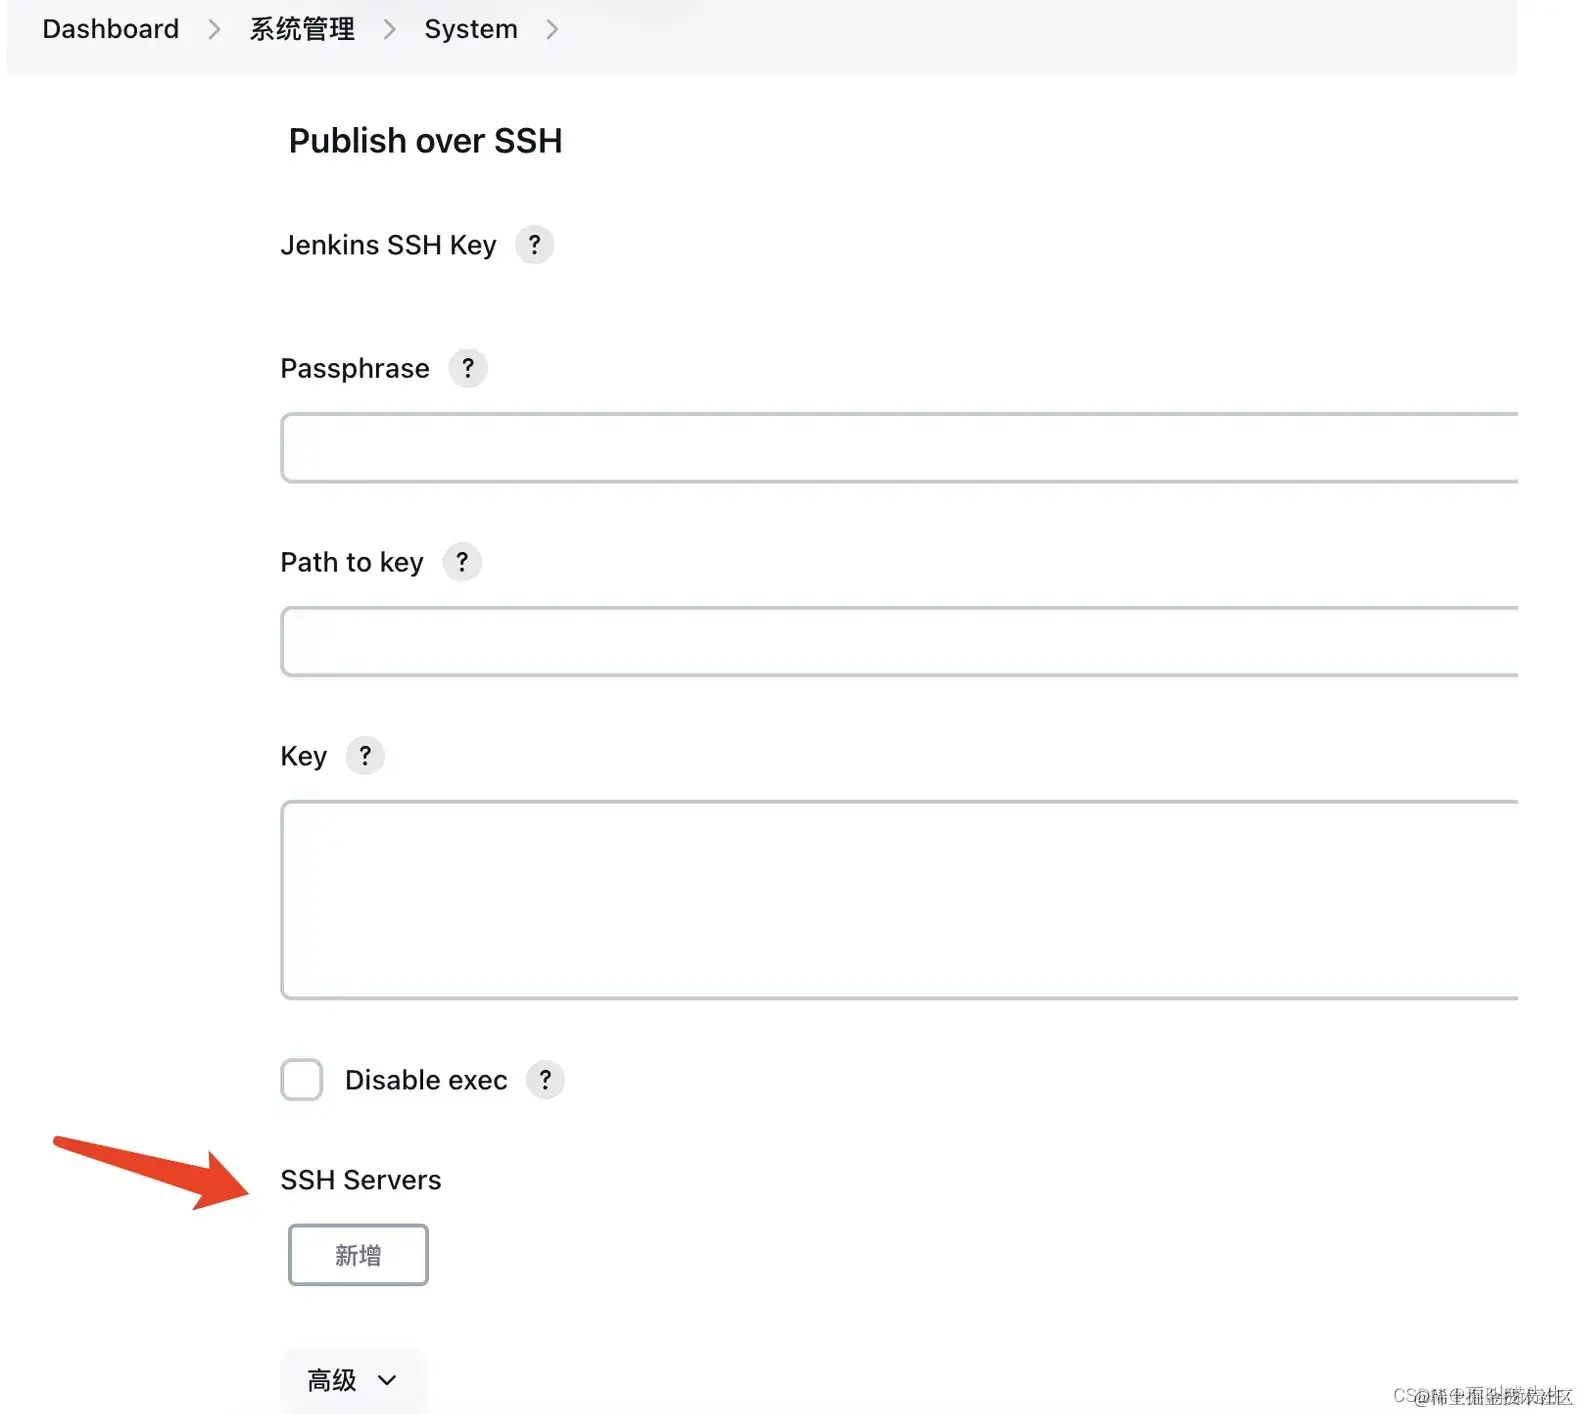 Dashboard > 系统管理 > System >
Publish over SSH
Jenkins SSH Key ?
Passphrase ?
Path to key ?
Key ?
Disable exec ?
SSH Servers
新增
高级
@稀土掘金技术社区